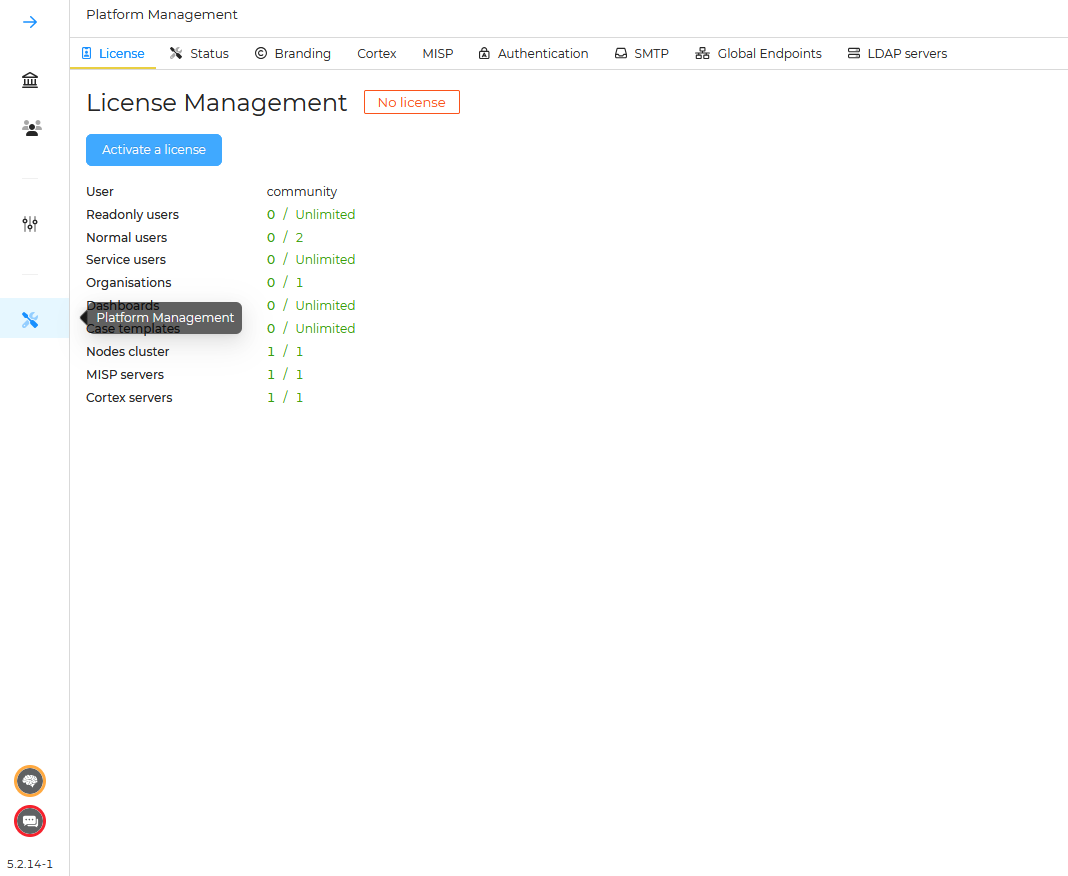 Platform Management
License Status Branding Cortex MISP Authentication SMTP Global Endpoints LDAP servers
License Management No license
Activate a license
User community
Readonly users 0 / Unlimited
Normal users 0 / 2
Service users 0 / Unlimited
Organisations 0 / 1
Dashboards 0 / Unlimited
Platform Management
Case templates 0 / Unlimited
Nodes cluster 1 / 1
MISP servers 1 / 1
Cortex servers 1 / 1
5.2.14-1